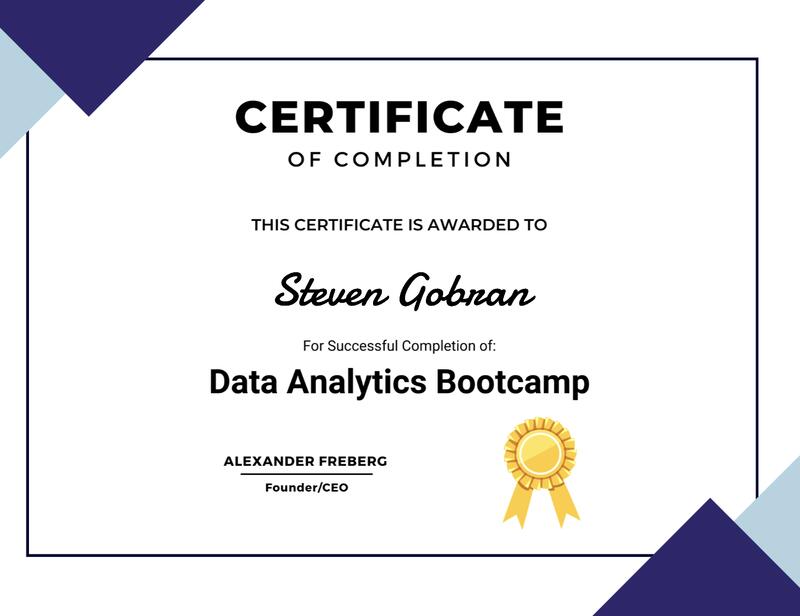 CERTIFICATE
OF COMPLETION
THIS CERTIFICATE IS AWARDED TO
Steven Gobran
For Successful Completion of:
Data Analytics Bootcamp
ALEXANDER FREBERG
Founder/CEO